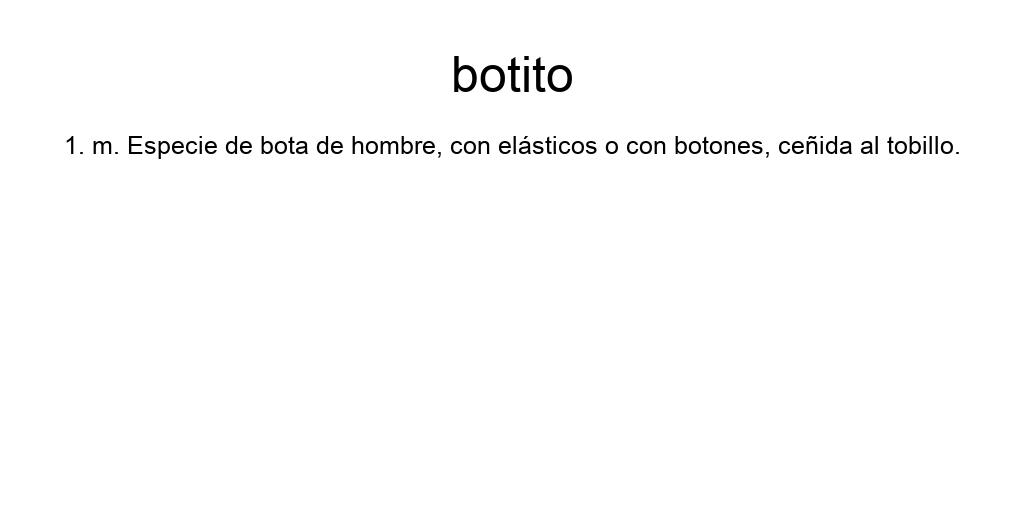 botito
1. m. Especie de bota de hombre, con elásticos o con botones, ceñida al tobillo.